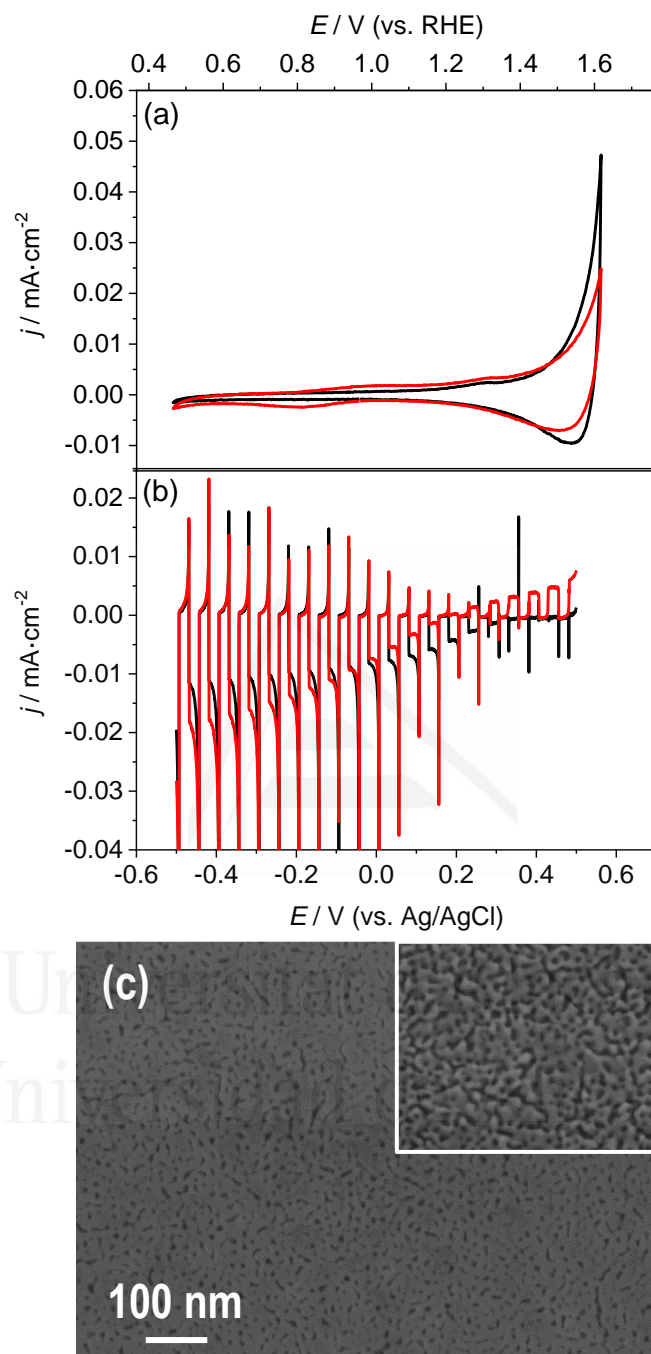 E / V (vs. RHE)
0.4 0.6 0.8 1.0 1.2 1.4 1.6
(a)
0.06
0.05
0.04
0.03
0.02
0.01
0.00
-0.01
j / mA·cm-2
(b)
0.02
0.01
0.00
-0.01
-0.02
-0.03
-0.04
j / mA·cm-2
-0.6 -0.4 -0.2 0.0 0.2 0.4 0.6
E / V (vs. Ag/AgCl)
(c)
Universitat
Universidad
100 nm